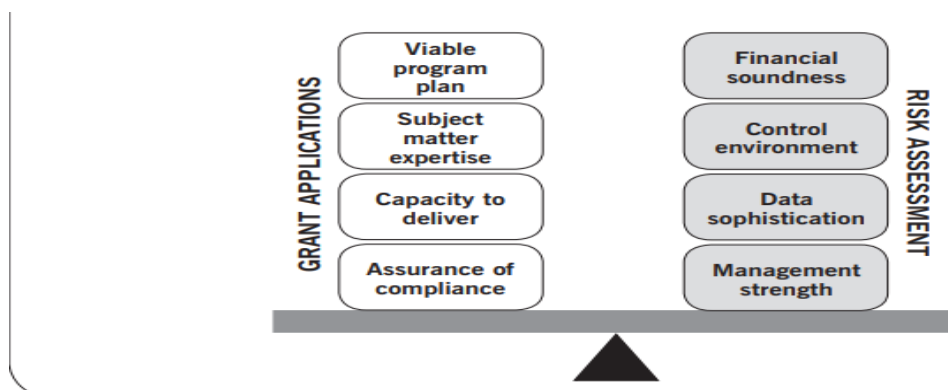 GRANT APPLICATIONS
Viable
program
plan
Subject
matter
expertise
Capacity to
deliver
Assurance of
compliance
Financial
soundness
Control
environment
Data
sophistication
Management
strength
RISK ASSESSMENT